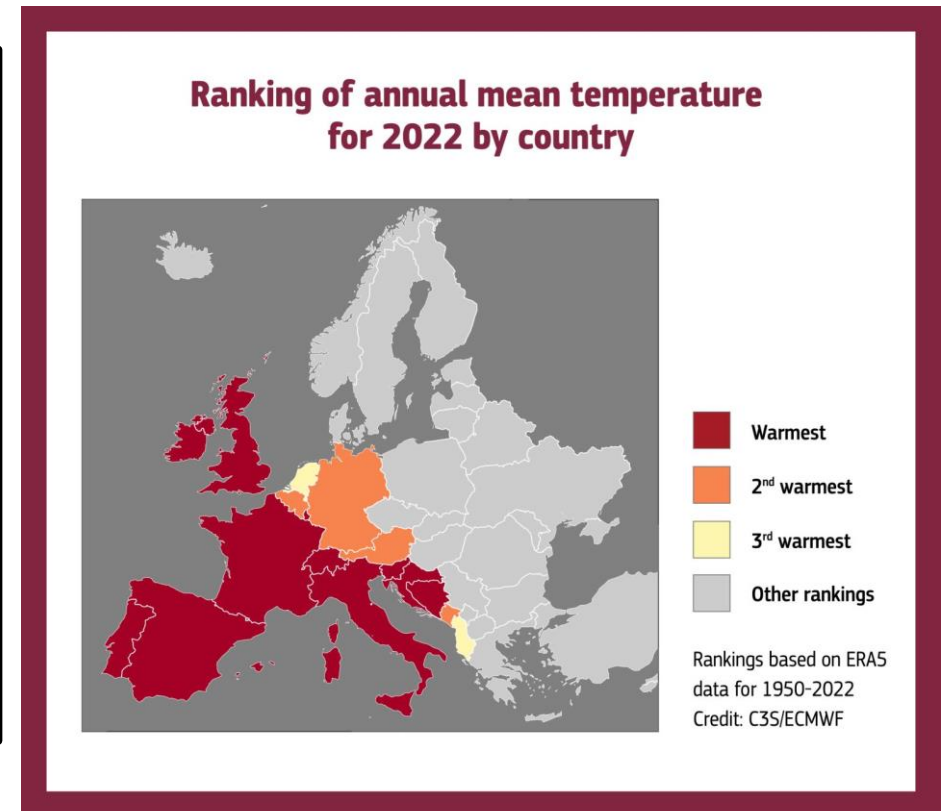 Ranking of annual mean temperature
for 2022 by country
Warmest
2nd warmest
3rd warmest
Other rankings
Rankings based on ERA5
data for 1950-2022
Credit: C3S/ECMWF